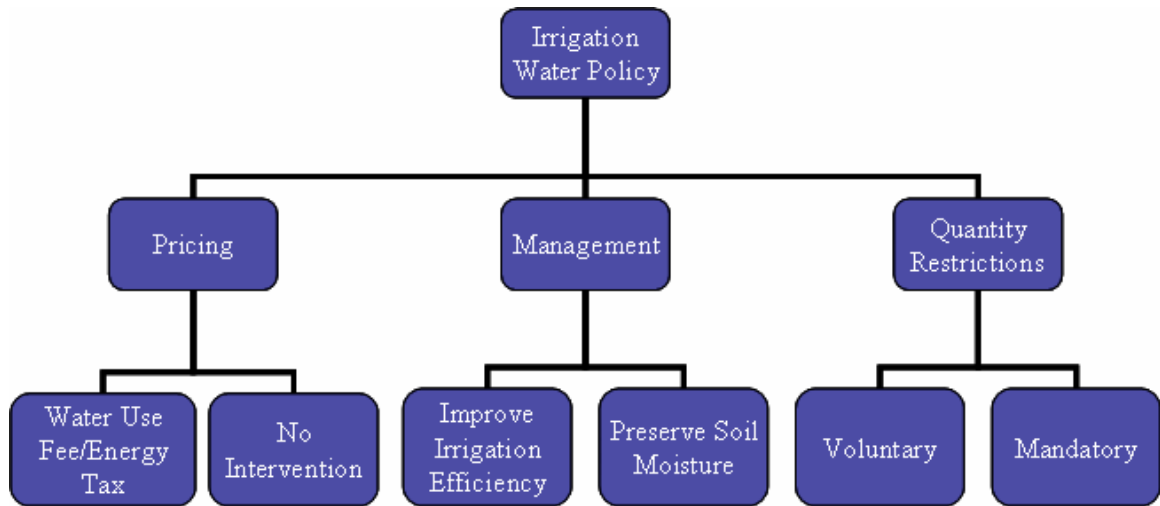 Irrigation
Water Policy
Pricing
Management
Quantity
Restrictions
Water Use
Fee/Energy
Tax
No
Intervention
Improve
Irrigation
Efficiency
Preserve Soil
Moisture
Voluntary
Mandatory